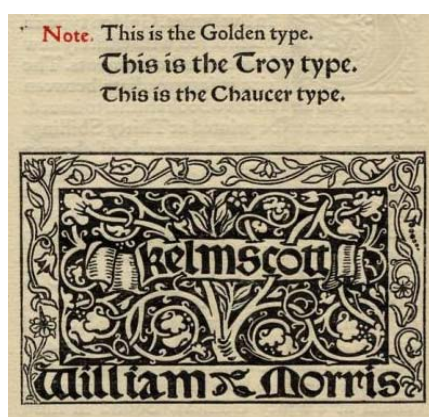 Note. This is the Golden type.
This is the Troy type.
This is the Chaucer type.
kelmscott
William Morris